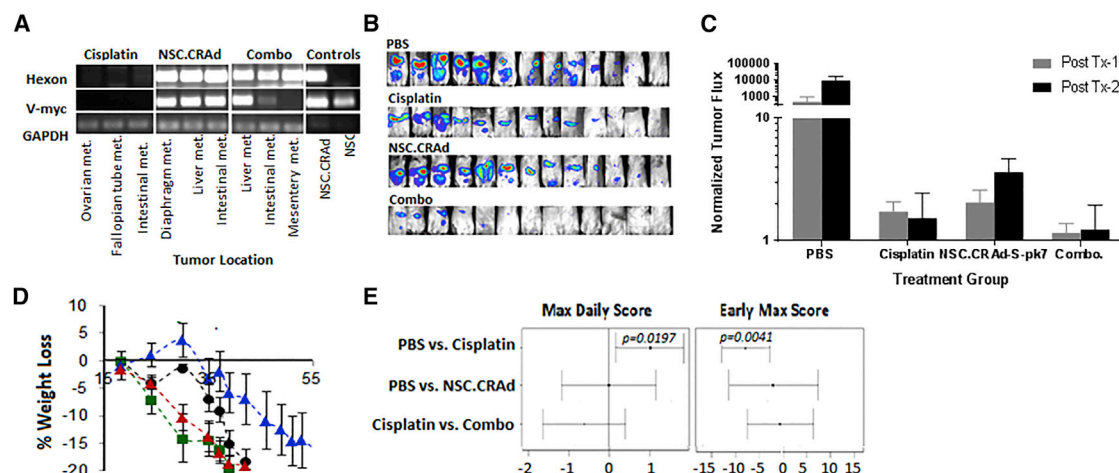 A
Cisplatin NSC.CRAd Combo Controls
Hexon
V-myc
GAPDH
Ovarian met.
Fallopian tube met.
Intestinal met.
Diaphragm met.
Liver met.
Intestinal met.
Liver met.
Intestinal met.
Mesentery met.
NSC.CRAd
NSC
Tumor Location
B
PBS
Cisplatin
NSC.CRAd
Combo
C
Normalized Tumor Flux
100000
10000
1000
10
1
Post Tx-1
Post Tx-2
PBS Cisplatin NSC.CRAd-S-pk7 Combo.
Treatment Group
D
% Weight Loss
10
5
0
-5
-10
-15
-20
15 55
E
Max Daily Score Early Max Score
PBS vs. Cisplatin
p=0.0197 p=0.0041
PBS vs. NSC.CRAd
Cisplatin vs. Combo
-2 -1 0 1 -15 -10 -5 0 5 10 15